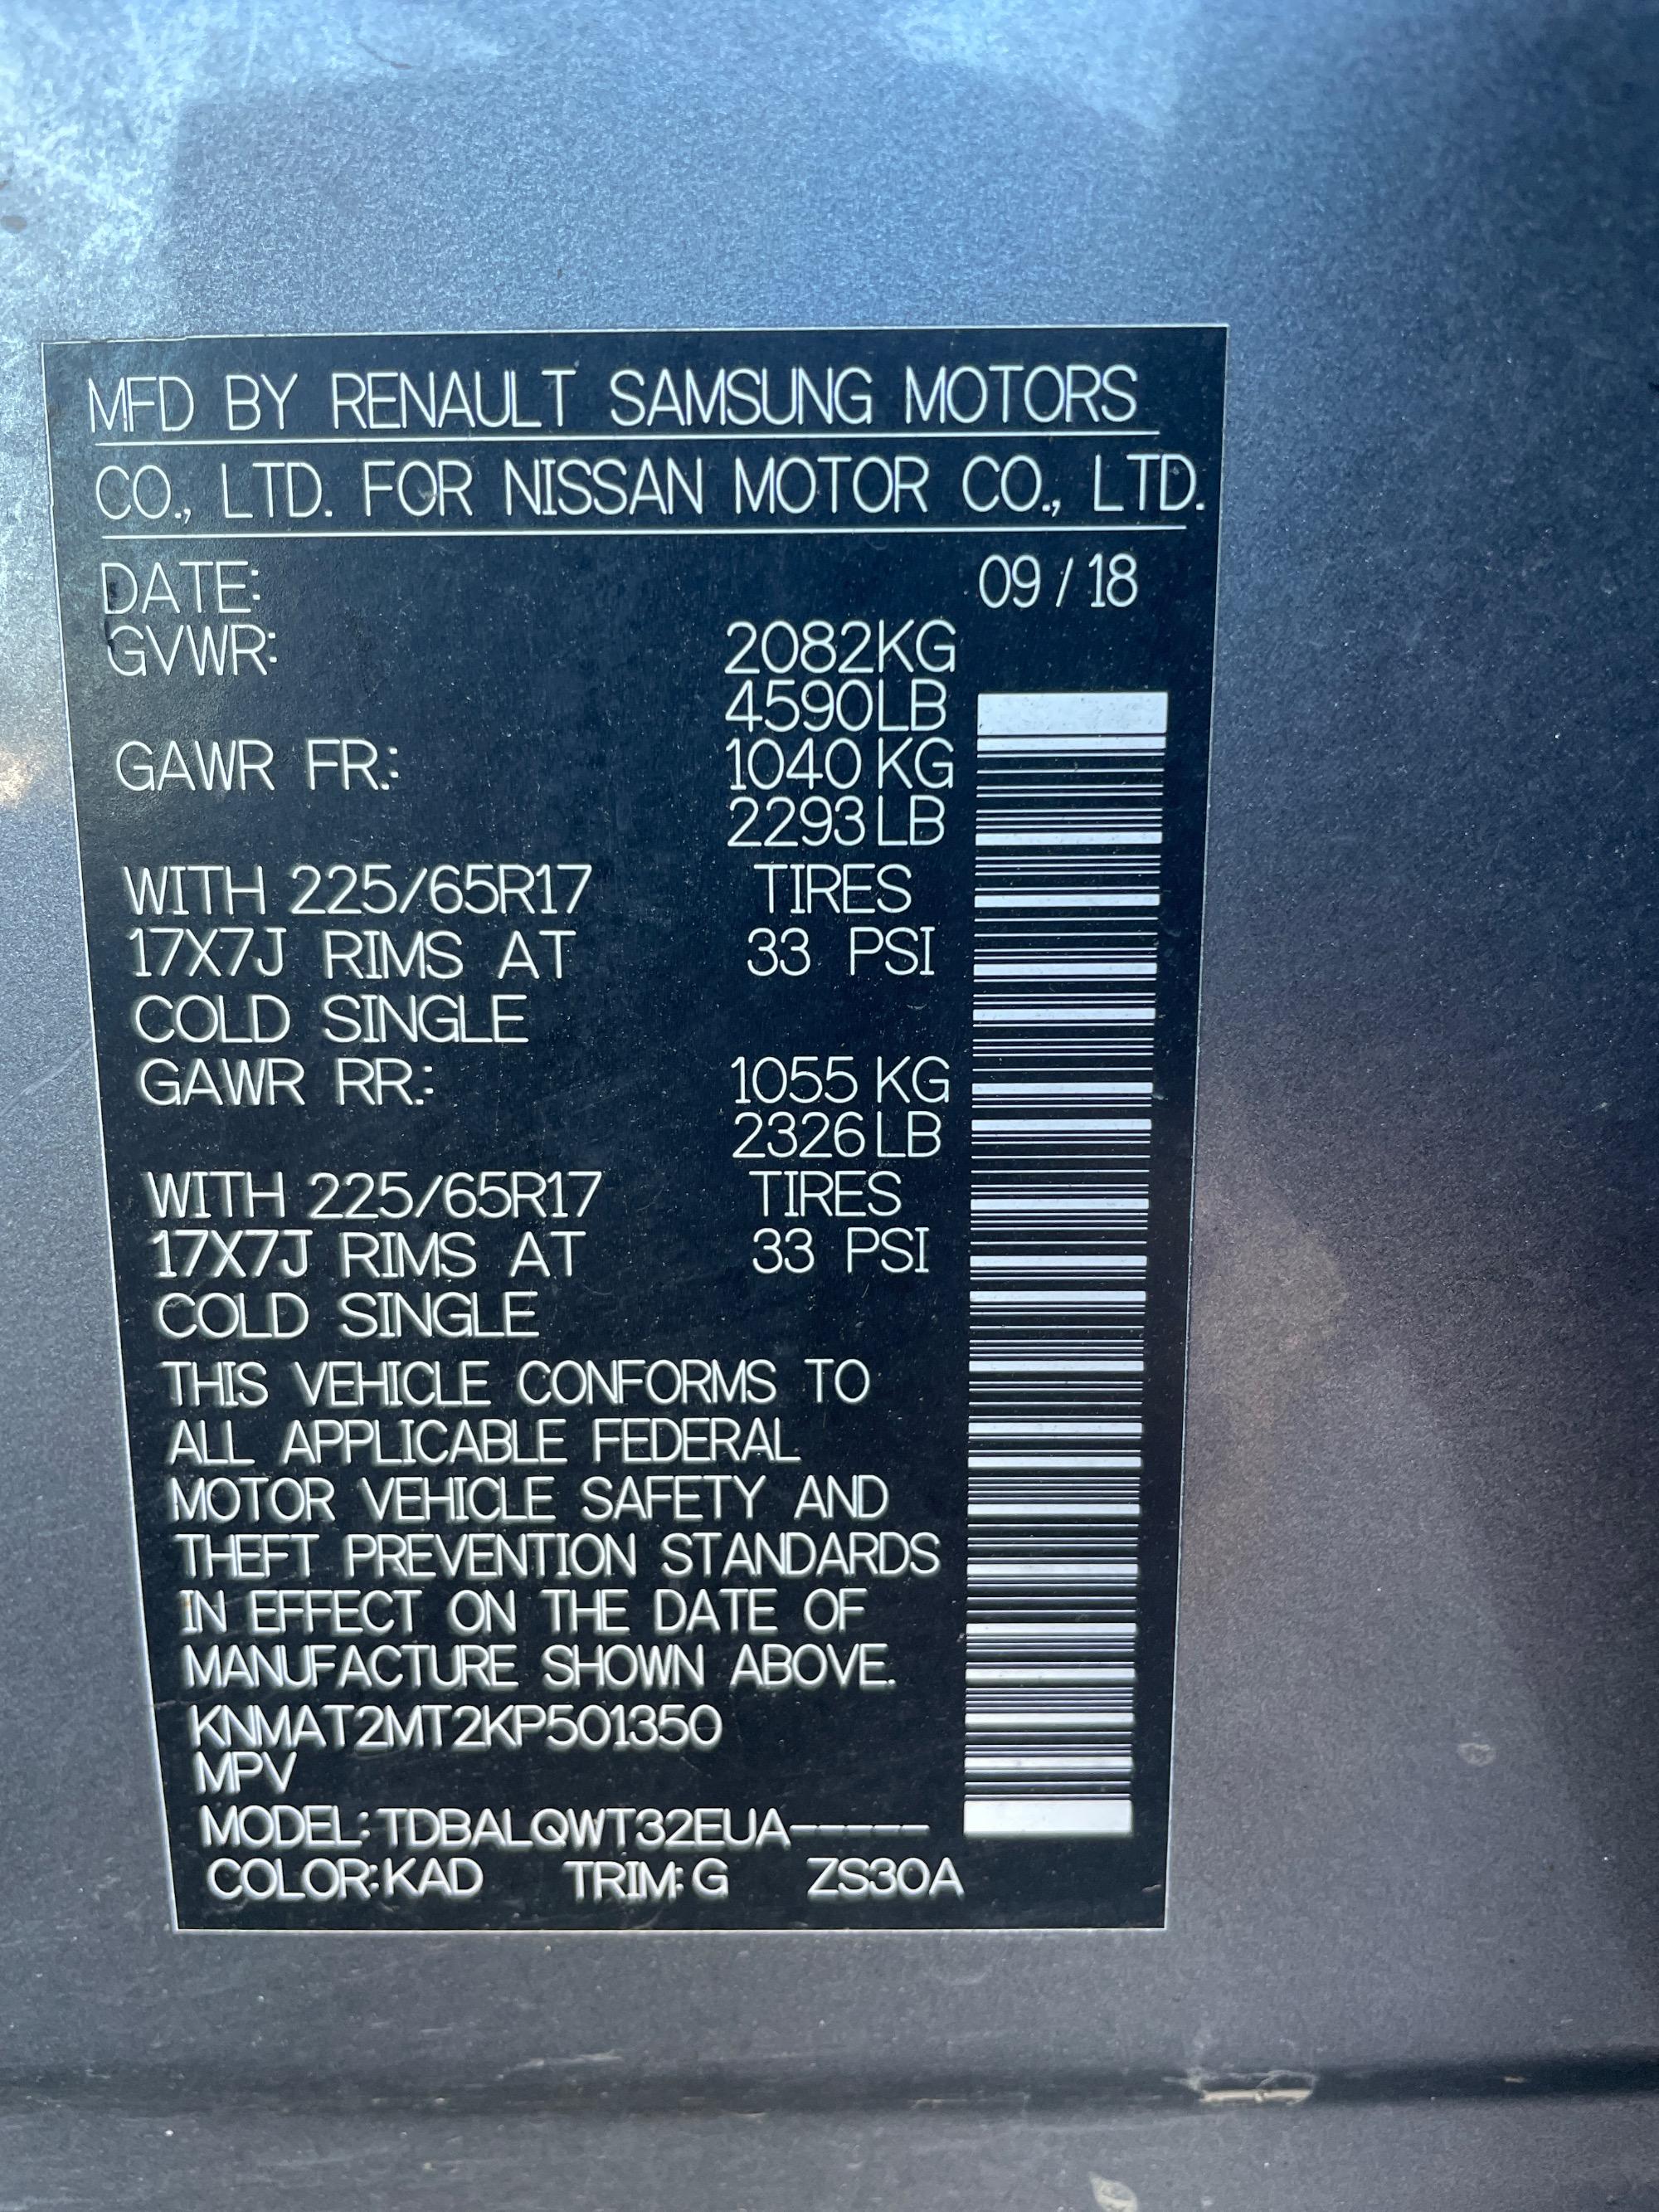 MFD BY RENAULT SAMSUNG MOTORS
CO., LTD. FOR NISSAN MOTOR CO., LTD.
DATE: 09 / 18
GVWR: 2082KG
4590LB
GAWR FR.: 1040 KG
2293 LB
WITH 225/65R17 TIRES
17X7J RIMS AT 33 PSI
COLD SINGLE
GAWR RR.: 1055 KG
2326 LB
WITH 225/65R17 TIRES
17X7J RIMS AT 33 PSI
COLD SINGLE
THIS VEHICLE CONFORMS TO
ALL APPLICABLE FEDERAL
MOTOR VEHICLE SAFETY AND
THEFT PREVENTION STANDARDS
IN EFFECT ON THE DATE OF
MANUFACTURE SHOWN ABOVE.
KNMAT2MT2KP501350
MPV
MODEL:TDBALQWT32EUA-----
COLOR:KAD TRIM:G ZS30A